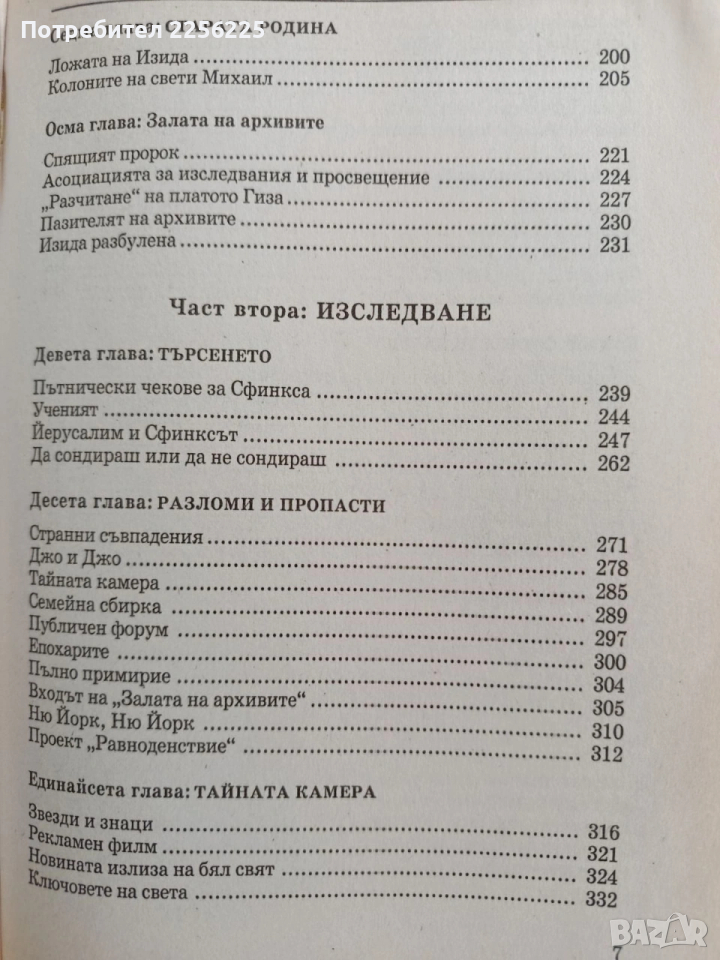 Потребител 2256225
Седма глава: СТАРАТА РОДИНА
Ложата на Изида ........ 200
Колоните на свети Михаил ........ 205
Осма глава: Залата на архивите
Спящият пророк ........ 221
Асоциацията за изследвания и просвещение ........ 224
„Разчитане“ на платото Гиза ........ 227
Пазителят на архивите ........ 230
Изида разбулена ........ 231
Част втора: ИЗСЛЕДВАНЕ
Девета глава: ТЪРСЕНЕТО
Пътнически чекове за Сфинкса ........ 239
Ученият ........ 244
Йерусалим и Сфинксът ........ 247
Да сондираш или да не сондираш ........ 262
Десета глава: РАЗЛОМИ И ПРОПАСТИ
Странни съвпадения ........ 271
Джо и Джо ........ 278
Тайната камера ........ 285
Семейна сбирка ........ 289
Публичен форум ........ 297
Епохарите ........ 300
Пълно примирие ........ 304
Входът на „Залата на архивите“ ........ 305
Ню Йорк, Ню Йорк ........ 310
Проект „Равноденствие“ ........ 312
Единайсета глава: ТАЙНАТА КАМЕРА
Звезди и знаци ........ 316
Рекламен филм ........ 321
Новината излиза на бял свят ........ 324
Ключовете на света ........ 332
7
БАЗАР